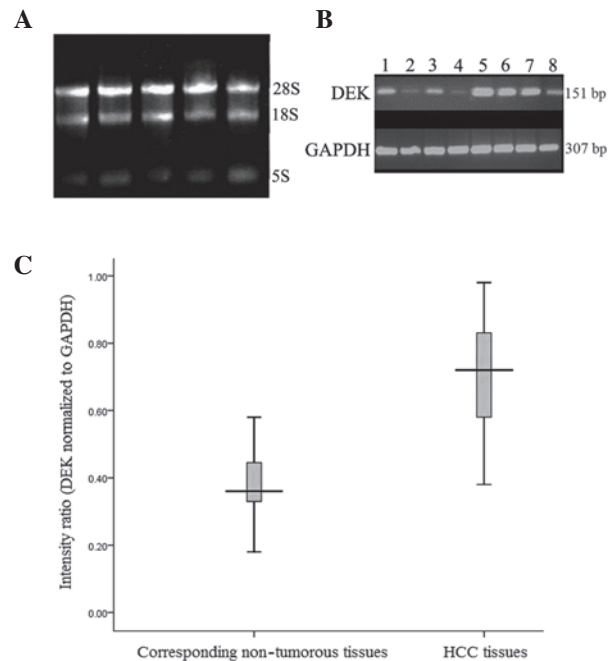 A
28S
18S
5S
B
1 2 3 4 5 6 7 8
DEK 151 bp
GAPDH 307 bp
C
Intensity ratio (DEK normalized to GAPDH)
1.00
0.80
0.60
0.40
0.20
0.00
Corresponding non-tumorous tissues HCC tissues